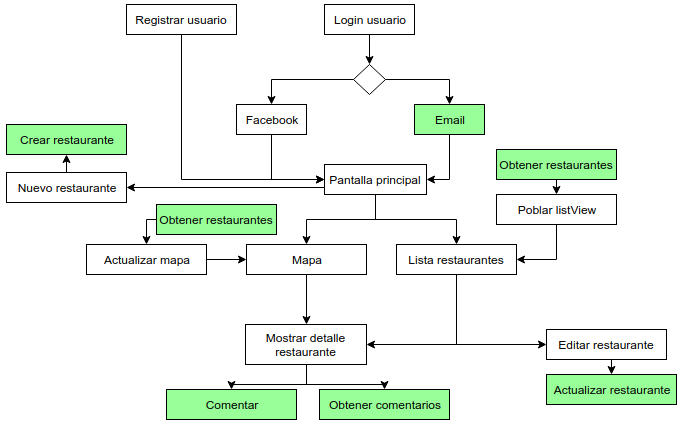 Registrar usuario
Login usuario
Facebook
Email
Crear restaurante
Nuevo restaurante
Pantalla principal
Obtener restaurantes
Poblar listView
Obtener restaurantes
Actualizar mapa
Mapa
Lista restaurantes
Mostrar detalle
restaurante
Editar restaurante
Comentar
Obtener comentarios
Actualizar restaurante